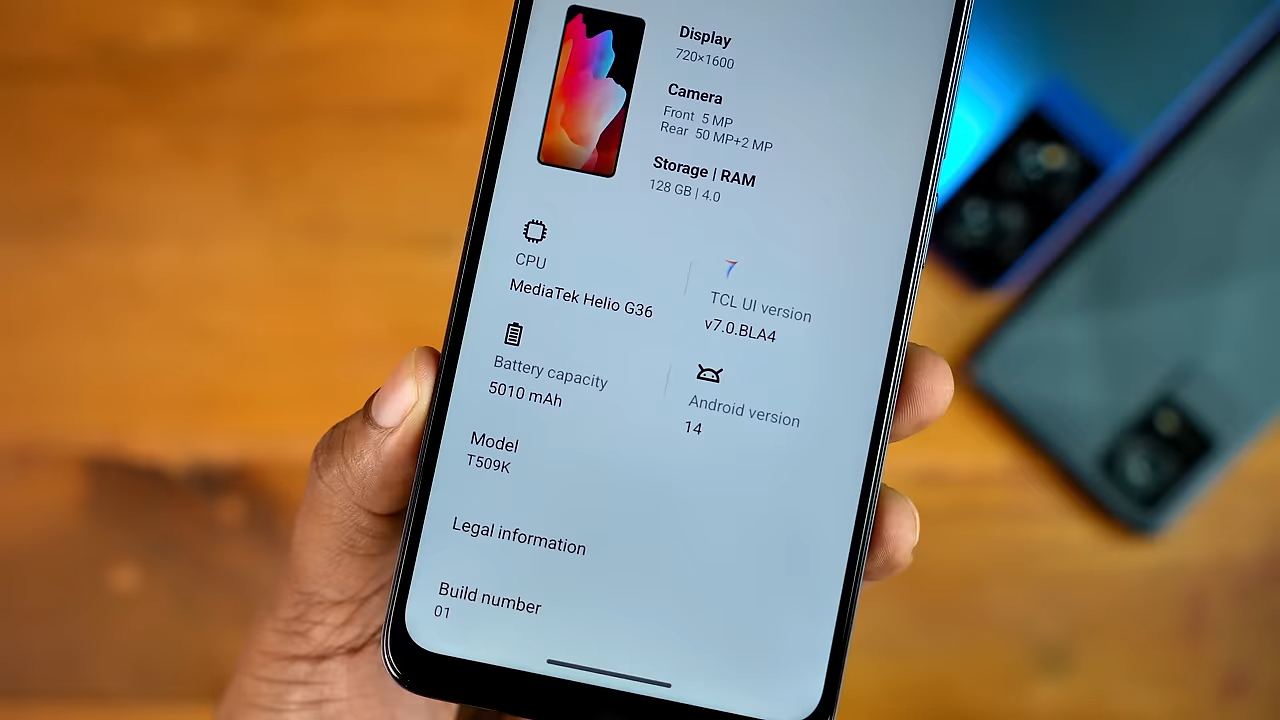 Display
720×1600
Camera
Front 5 MP
Rear 50 MP+2 MP
Storage | RAM
128 GB | 4.0
CPU
MediaTek Helio G36
TCL UI version
v7.0.BLA4
Battery capacity
5010 mAh
Android version
14
Model
T509K
Legal information
Build number
01